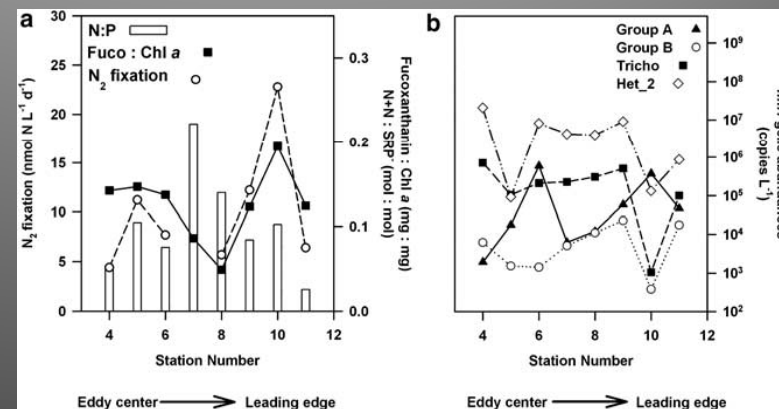 a
N:P
Fuco : Chl a
N2 fixation
30
25
20
15
10
5
0
N2 fixation (nmol N L-1 d-1)
0.3
0.2
0.1
0.0
Fucoxanthanin : Chl a (mg : mg)
N+N : SRP (mol : mol)
4 6 8 10 12
Station Number
Eddy center Leading edge
b
Group A
Group B
Tricho
Het_2
10^9
10^8
10^7
10^6
10^5
10^4
10^3
10^2
(copies L-1)
4 6 8 10 12
Station Number
Eddy center Leading edge